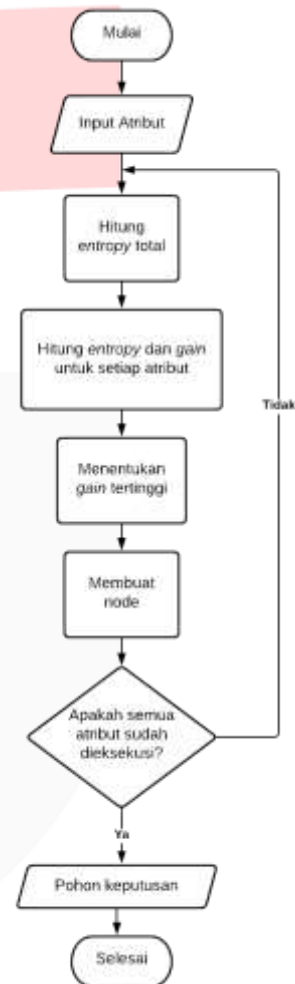 Mulai
Input Atribut
Hitung
entropy total
Hitung entropy dan gain
untuk setiap atribut
Tidak
Menentukan
gain tertinggi
Membuat
node
Apakah semua
atribut sudah
dieksekusi?
Ya
Pohon keputusan
Selesai